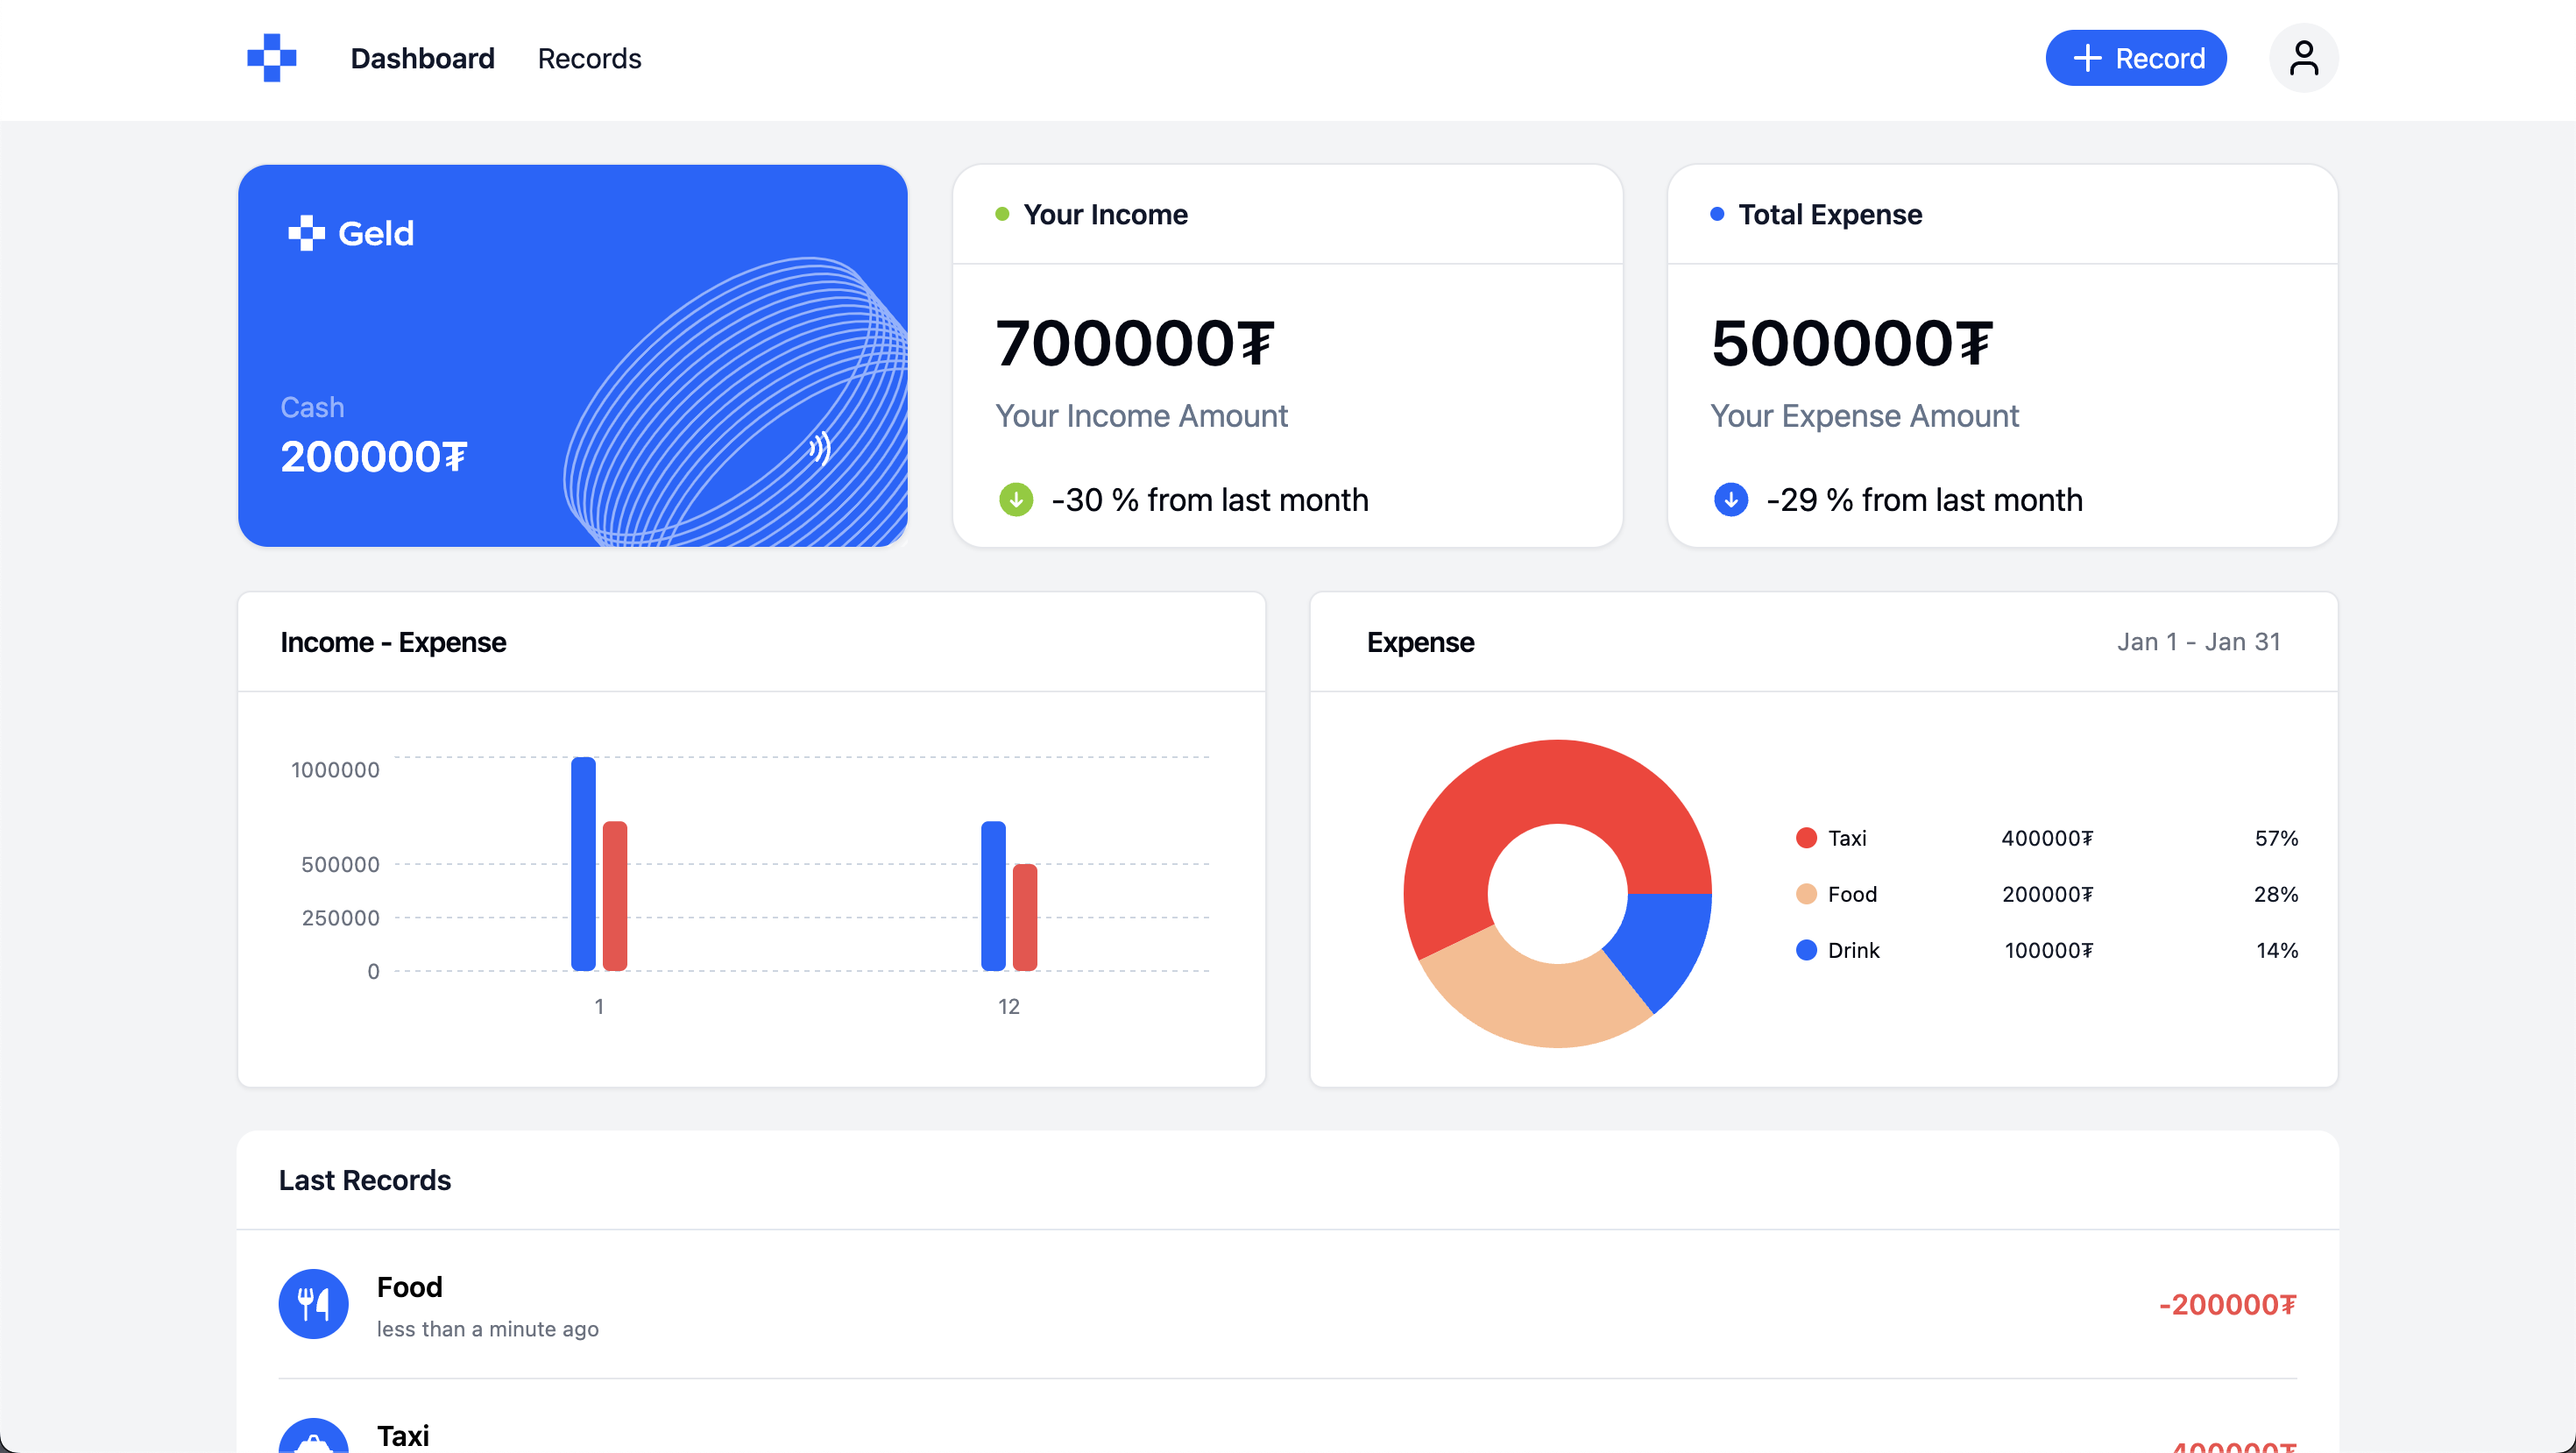 Dashboard Records
+ Record
Geld
Cash
200000₮
Your Income
700000₮
Your Income Amount
-30 % from last month
Total Expense
500000₮
Your Expense Amount
-29 % from last month
Income - Expense
1000000
500000
250000
0
1 12
Expense Jan 1 - Jan 31
Taxi 400000₮ 57%
Food 200000₮ 28%
Drink 100000₮ 14%
Last Records
Food
less than a minute ago
-200000₮
Taxi